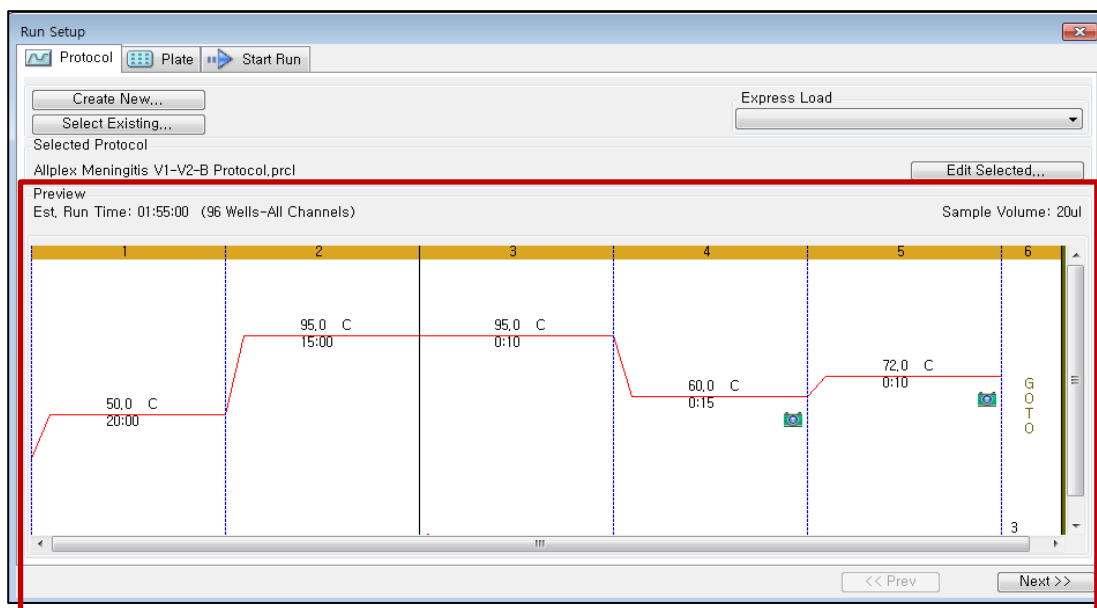 Run Setup
Protocol Plate Start Run
Create New...
Select Existing...
Express Load
Selected Protocol
Allplex Meningitis V1-V2-B Protocol.prcl
Edit Selected...
Preview
Est. Run Time: 01:55:00 (96 Wells-All Channels)
Sample Volume: 20ul
1 2 3 4 5 6
50.0 C
20:00
95.0 C
15:00
95.0 C
0:10
60.0 C
0:15
72.0 C
0:10
GOTO
3
<< Prev
Next >>